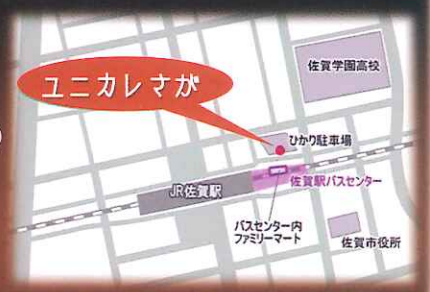 ユニカレさが
佐賀学園高校
ひかり駐車場
佐賀駅バスセンター
JR佐賀駅
バスセンター内
ファミリーマート
佐賀市役所